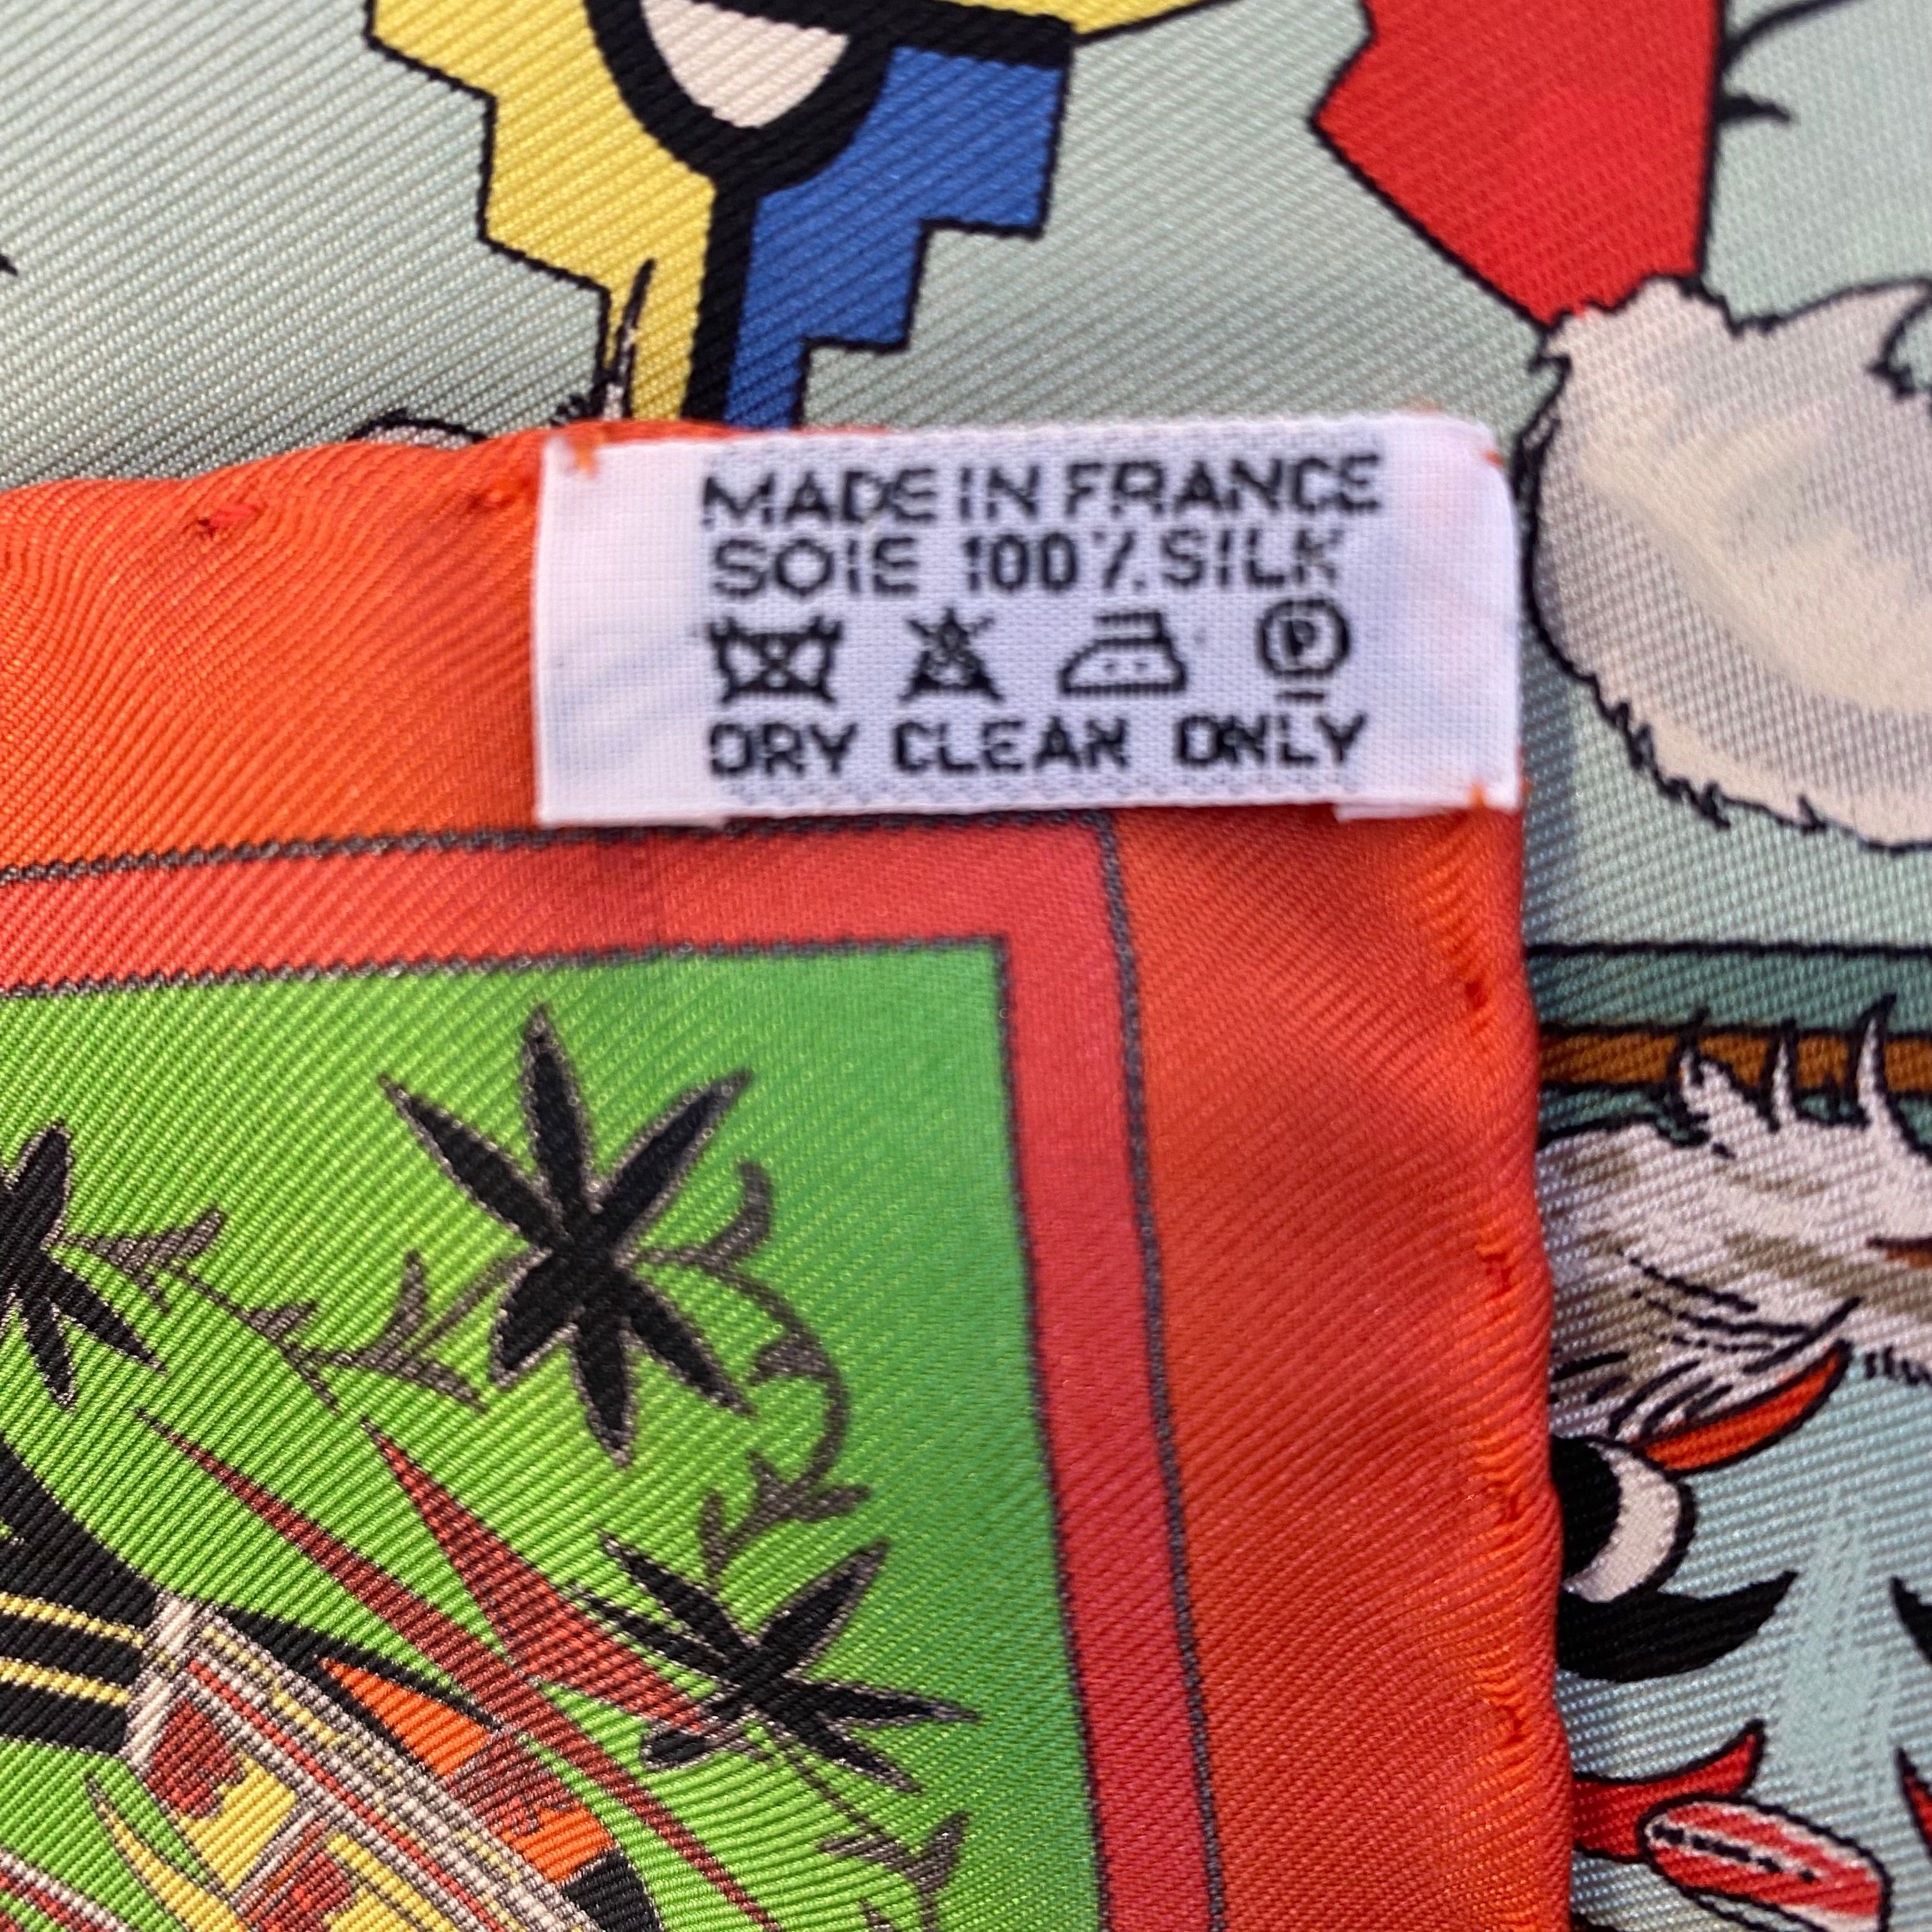 MADE IN FRANCE
SOIE 100% SILK
P
DRY CLEAN ONLY